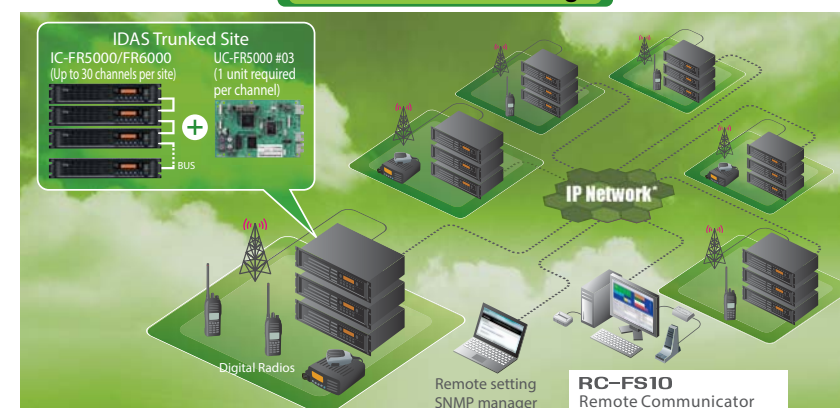 IDAS Trunked Site
IC-FR5000/FR6000
(Up to 30 channels per site)
UC-FR5000 #03
(1 unit required
per channel)
BUS
IP Network*
Digital Radios
Remote setting
SNMP manager
RC-FS10
Remote Communicator